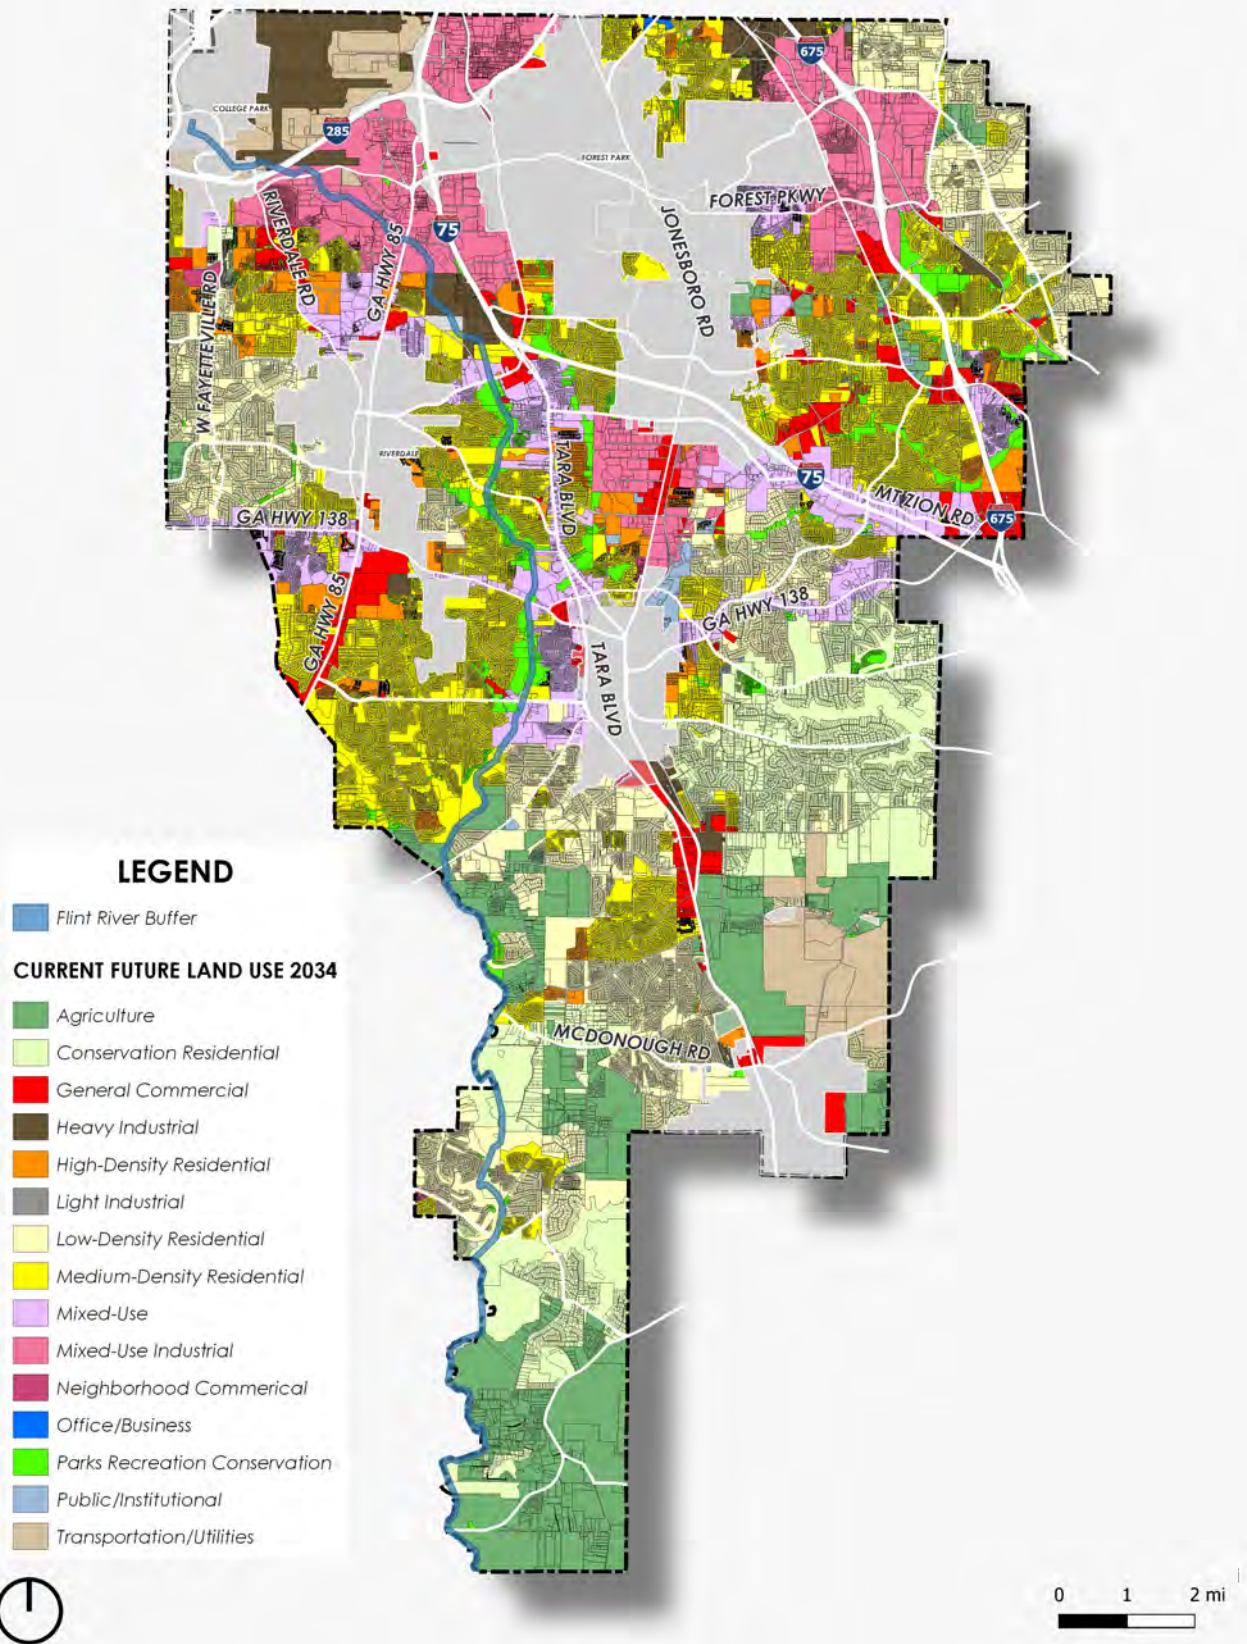 COLLEGE PARK
285
675
FOREST PARK
FOREST PKWY
RIVERDALE RD
GA HWY 85
75
JONESBORO RD
W FAYETTEVILLE RD
RIVERDALE
TARA BLVD
75
MT ZION RD
675
GA HWY 138
GA HWY 85
GA HWY 138
TARA BLVD
MCDONOUGH RD
LEGEND
Flint River Buffer
CURRENT FUTURE LAND USE 2034
Agriculture
Conservation Residential
General Commercial
Heavy Industrial
High-Density Residential
Light Industrial
Low-Density Residential
Medium-Density Residential
Mixed-Use
Mixed-Use Industrial
Neighborhood Commerical
Office/Business
Parks Recreation Conservation
Public/Institutional
Transportation/Utilities
0 1 2 mi